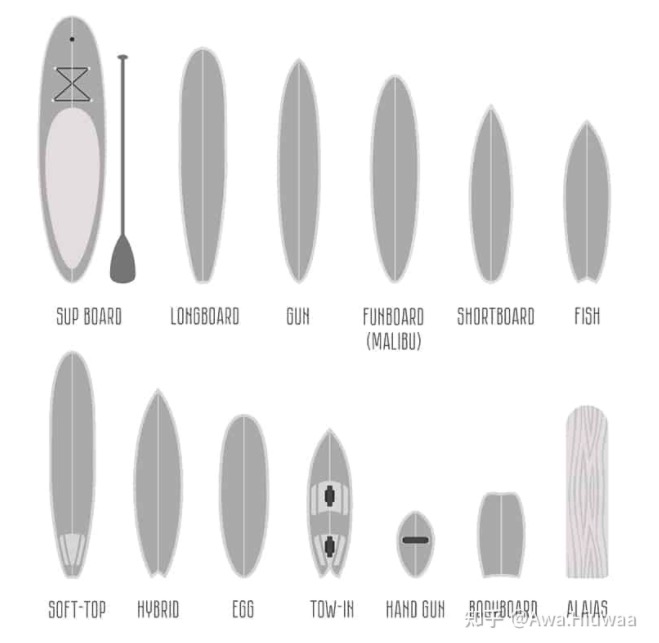 SUP BOARD
LONGBOARD
GUN
FUNBOARD
(MALIBU)
SHORTBOARD
FISH
SOFT-TOP
HYBRID
EGG
TOW-IN
HAND GUN
BODYBOARD
ALAIAS
知乎 @Awa.Hidwaa